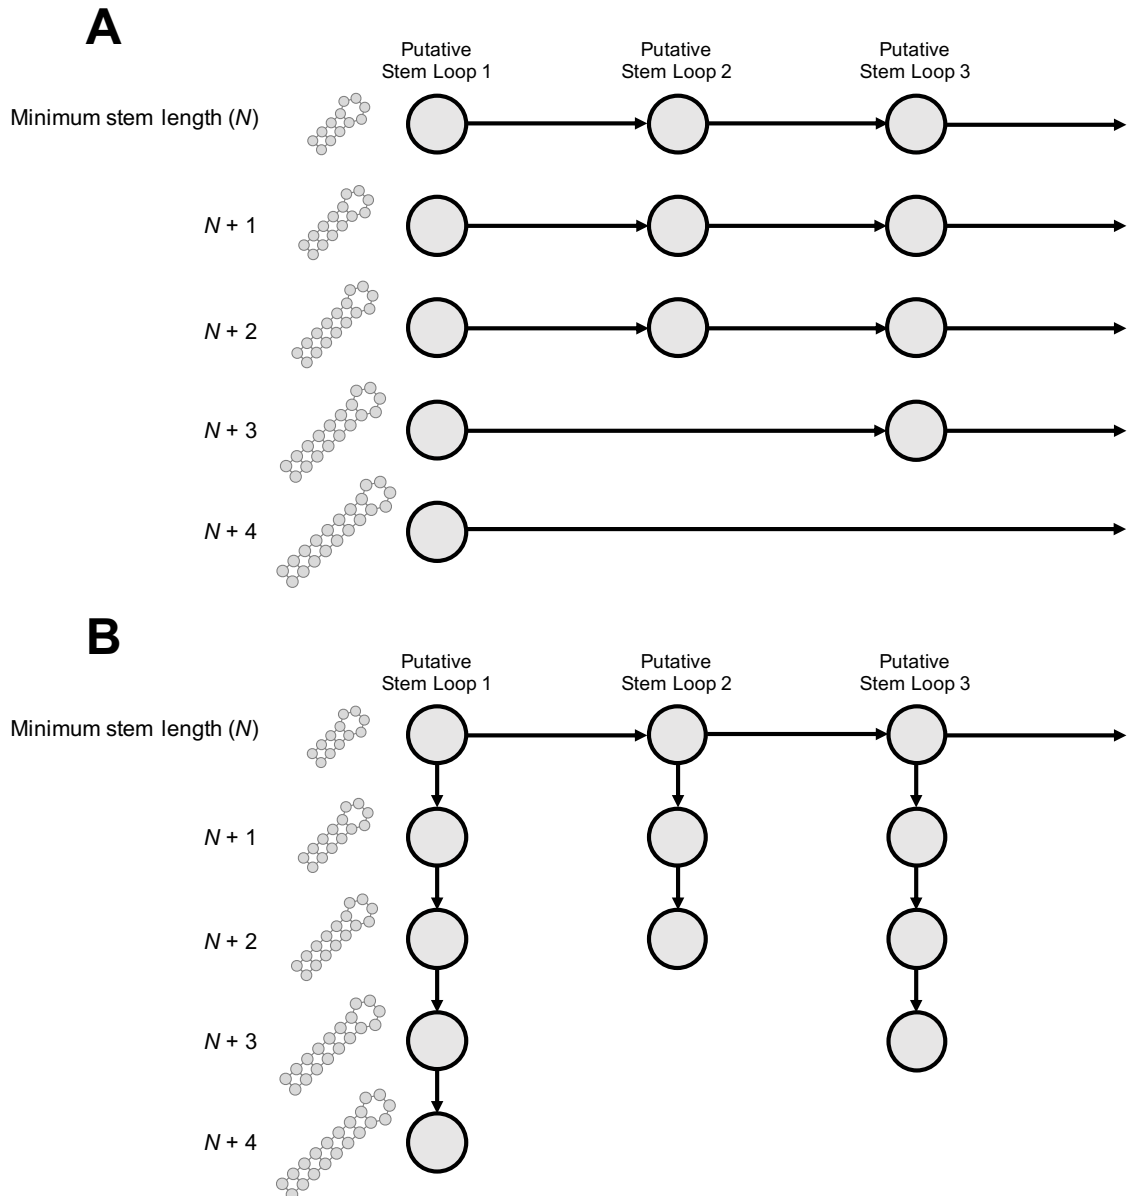 A
Putative
Stem Loop 1
Putative
Stem Loop 2
Putative
Stem Loop 3
Minimum stem length (N)
N + 1
N + 2
N + 3
N + 4
B
Putative
Stem Loop 1
Putative
Stem Loop 2
Putative
Stem Loop 3
Minimum stem length (N)
N + 1
N + 2
N + 3
N + 4